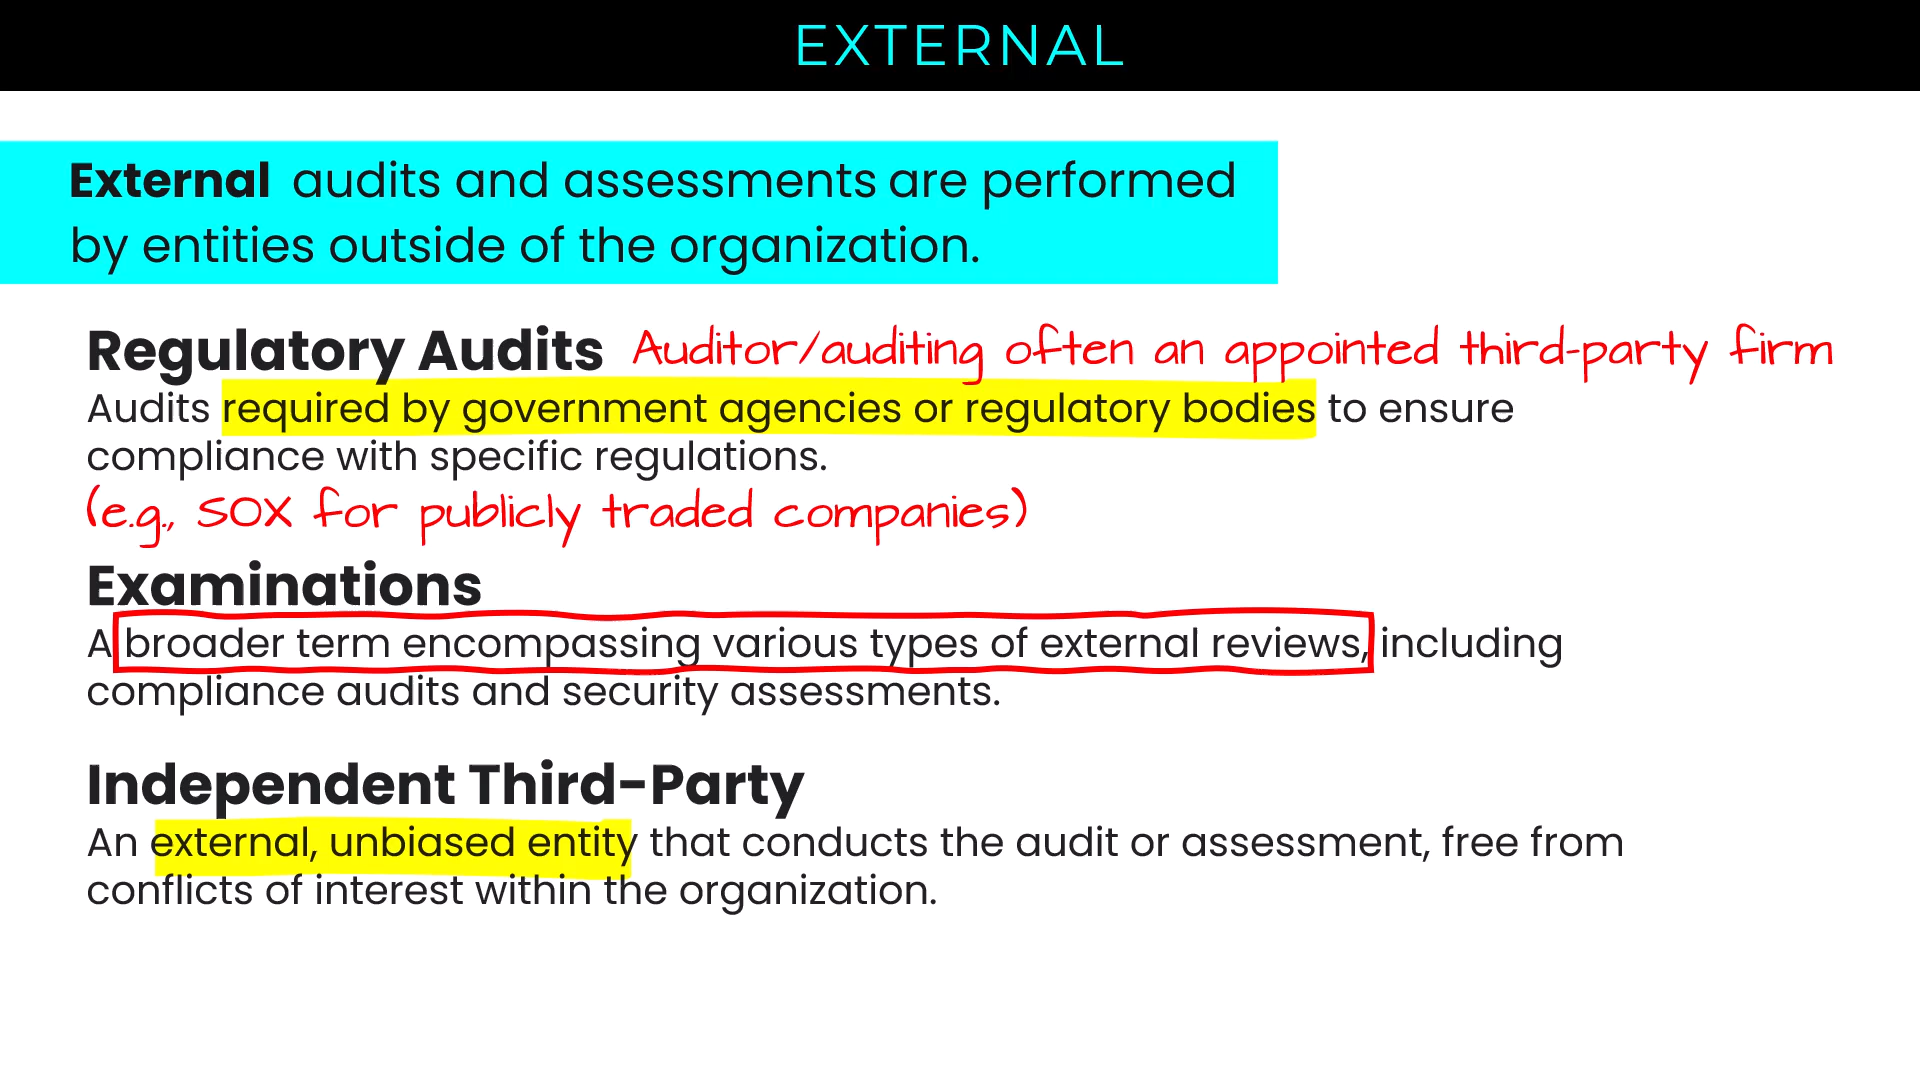 EXTERNAL
External audits and assessments are performed
by entities outside of the organization.
Regulatory Audits Auditor/auditing often an appointed third-party firm
Audits required by government agencies or regulatory bodies to ensure
compliance with specific regulations.
(e.g., SOX for publicly traded companies)
Examinations
A broader term encompassing various types of external reviews, including
compliance audits and security assessments.
Independent Third-Party
An external, unbiased entity that conducts the audit or assessment, free from
conflicts of interest within the organization.